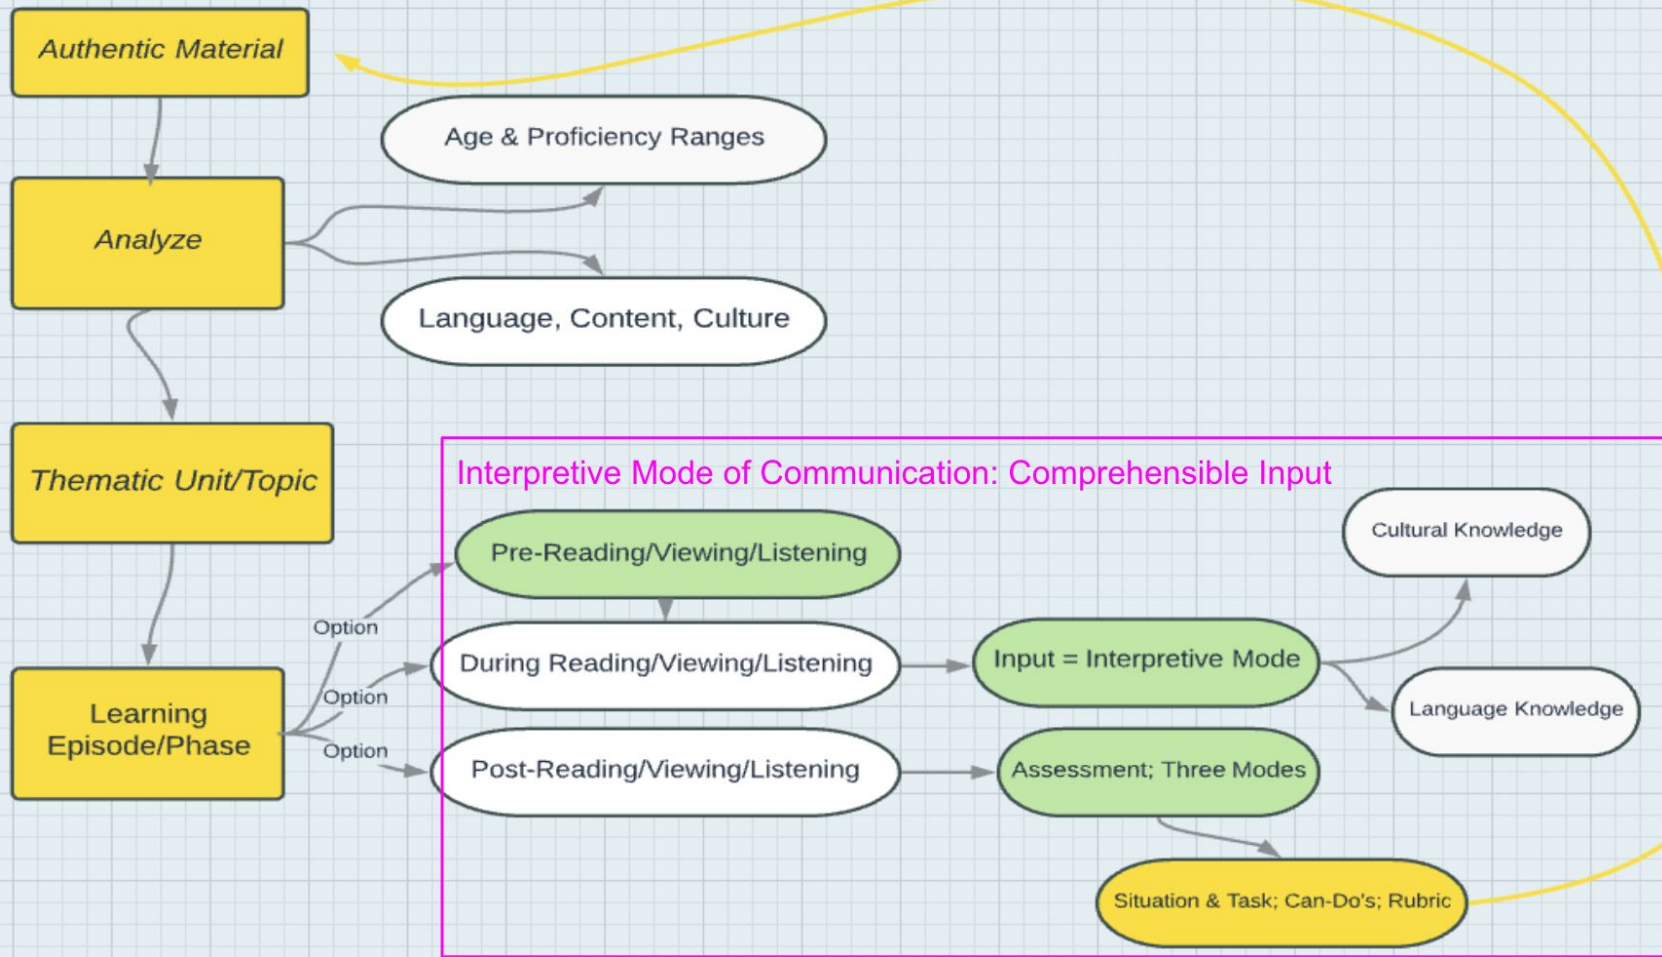 Authentic Material
Age & Proficiency Ranges
Analyze
Language, Content, Culture
Thematic Unit/Topic
Interpretive Mode of Communication: Comprehensible Input
Cultural Knowledge
Pre-Reading/Viewing/Listening
Option
During Reading/Viewing/Listening
Input = Interpretive Mode
Option
Language Knowledge
Learning
Episode/Phase
Option
Post-Reading/Viewing/Listening
Assessment; Three Modes
Situation & Task; Can-Do's; Rubric